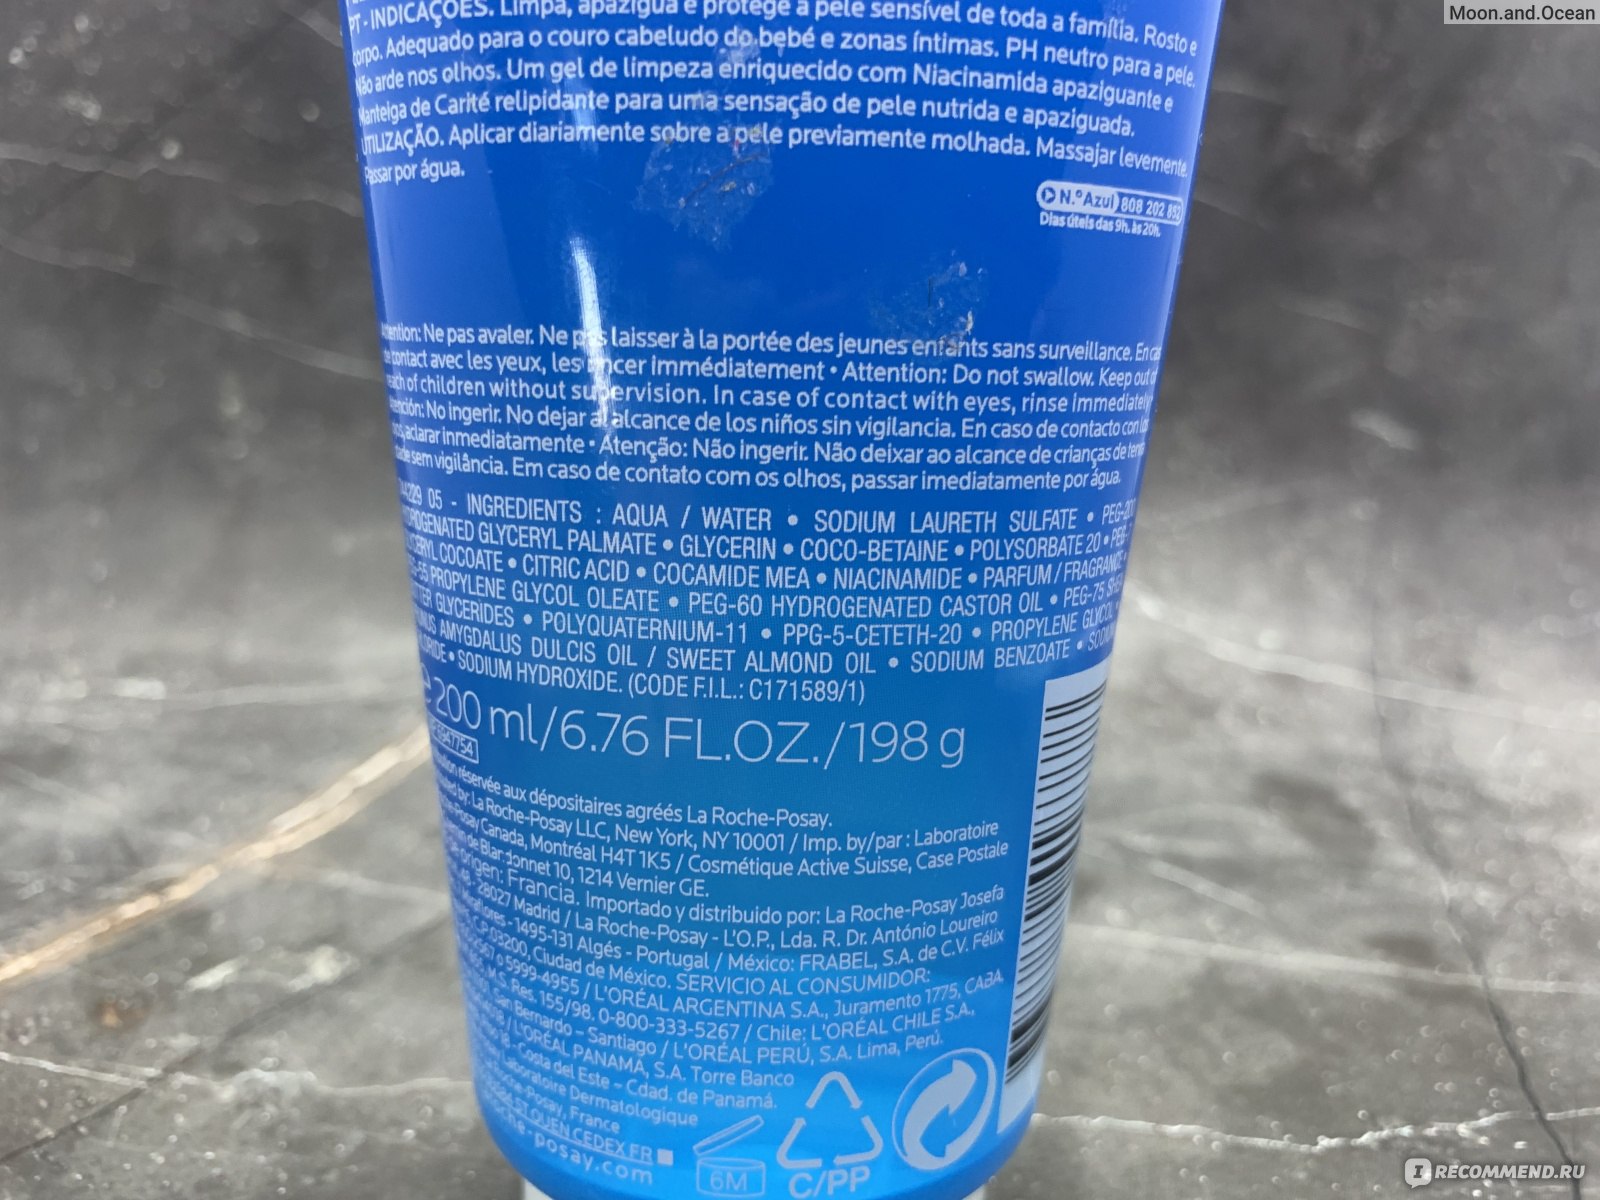 Moon.and.Ocean
PT - INDICAÇÕES. Limpa, apazigua e protege a pele sensível de toda a família. Rosto e
corpo. Adequado para o couro cabeludo do bebé e zonas íntimas. PH neutro para a pele.
Não arde nos olhos. Um gel de limpeza enriquecido com Niacinamida apaziguante e
Manteiga de Carité relipidante para uma sensação de pele nutrida e apaziguada.
UTILIZAÇÃO. Aplicar diariamente sobre a pele previamente molhada. Massajar levemente.
Passar por água.
N.º Azul 808 202 852
Dias úteis das 9h. às 20h.
Attention: Ne pas avaler. Ne pas laisser à la portée des jeunes enfants sans surveillance. En cas
de contact avec les yeux, les rincer immédiatement • Attention: Do not swallow. Keep out of
reach of children without supervision. In case of contact with eyes, rinse immediately
Atención: No ingerir. No dejar al alcance de los niños sin vigilancia. En caso de contacto con los
aclarar inmediatamente • Atenção: Não ingerir. Não deixar ao alcance de crianças de
sem vigilância. Em caso de contato com os olhos, passar imediatamente por água.
05 - INGREDIENTS : AQUA / WATER • SODIUM LAURETH SULFATE • PEG-200
HYDROGENATED GLYCERYL PALMATE • GLYCERIN • COCO-BETAINE • POLYSORBATE 20 •
GLYCERYL COCOATE • CITRIC ACID • COCAMIDE MEA • NIACINAMIDE • PARFUM / FRAGRANCE
PEG-55 PROPYLENE GLYCOL OLEATE • PEG-60 HYDROGENATED CASTOR OIL • PEG-75 SHEA
BUTTER GLYCERIDES • POLYQUATERNIUM-11 • PPG-5-CETETH-20 • PROPYLENE GLYCOL
AMYGDALUS DULCIS OIL / SWEET ALMOND OIL • SODIUM BENZOATE •
• SODIUM HYDROXIDE. (CODE F.I.L.: C171589/1)
e 200 ml/6.76 FL.OZ./198 g
réservée aux dépositaires agréés La Roche-Posay.
by: La Roche-Posay LLC, New York, NY 10001 / Imp. by/par : Laboratoire
Posay Canada, Montréal H4T 1K5 / Cosmétique Active Suisse, Case Postale
de Blandonnet 10, 1214 Vernier GE.
Origen: Francia. Importado y distribuido por: La Roche-Posay Josefa
- 28027 Madrid / La Roche-Posay - L'O.P., Lda. R. Dr. António Loureiro
- 1495-131 Algés - Portugal / México: FRABEL, S.A. de C.V. Félix
C.P. 03200, Ciudad de México. SERVICIO AL CONSUMIDOR:
o 5999-4955 / L'ORÉAL ARGENTINA S.A., Juramento 1775, CABA
M.S. Res. 155/98. 0-800-333-5267 / Chile: L'ORÉAL CHILE S.A.,
San Bernardo – Santiago / L'ORÉAL PERÚ, S.A. Lima, Perú.
/ L'ORÉAL PANAMÁ, S.A. Torre Banco
Costa del Este – Cdad. de Panamá.
Laboratoire Dermatologique
Roche-Posay, France
CEDEX FR
roche-posay.com
6M
C/PP
IRECOMMEND.RU